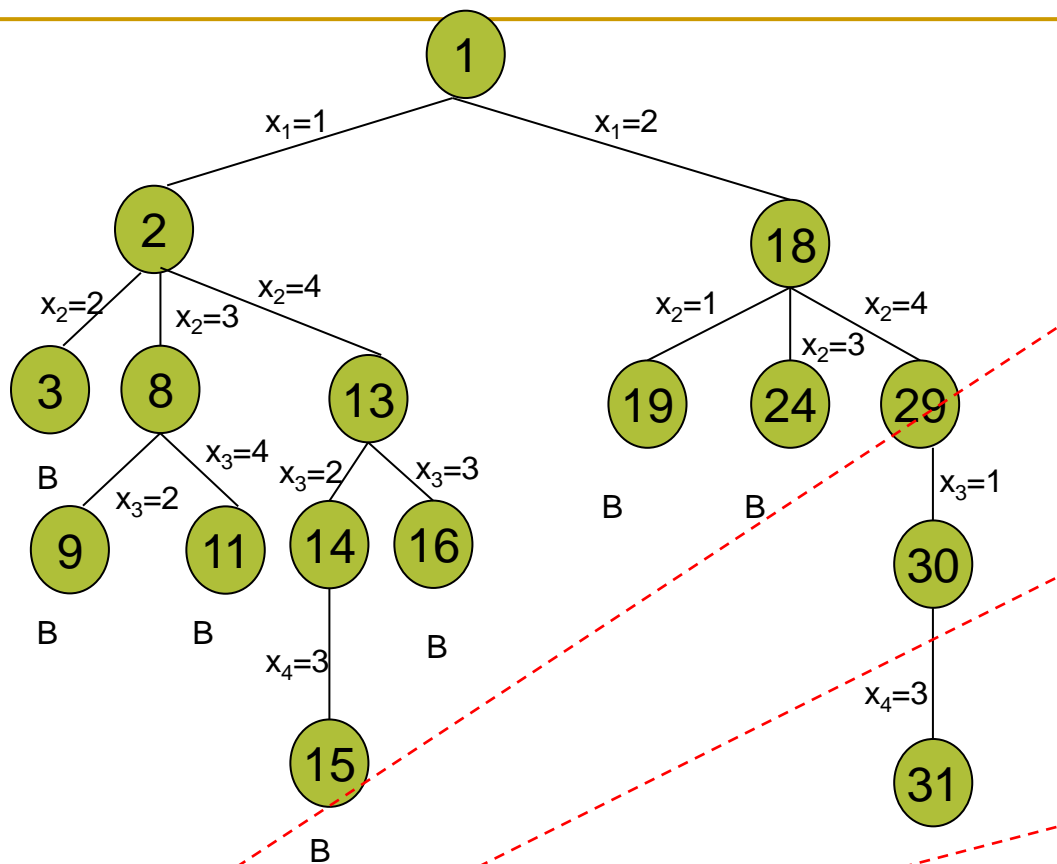 1
x₁=1
x₁=2
2
18
x₂=2
x₂=3
x₂=4
x₂=1
x₂=3
x₂=4
3
8
13
19
24
29
B
x₃=2
x₃=4
x₃=2
x₃=3
B
B
x₃=1
9
11
14
16
30
B
B
B
x₄=3
x₄=3
15
31
B